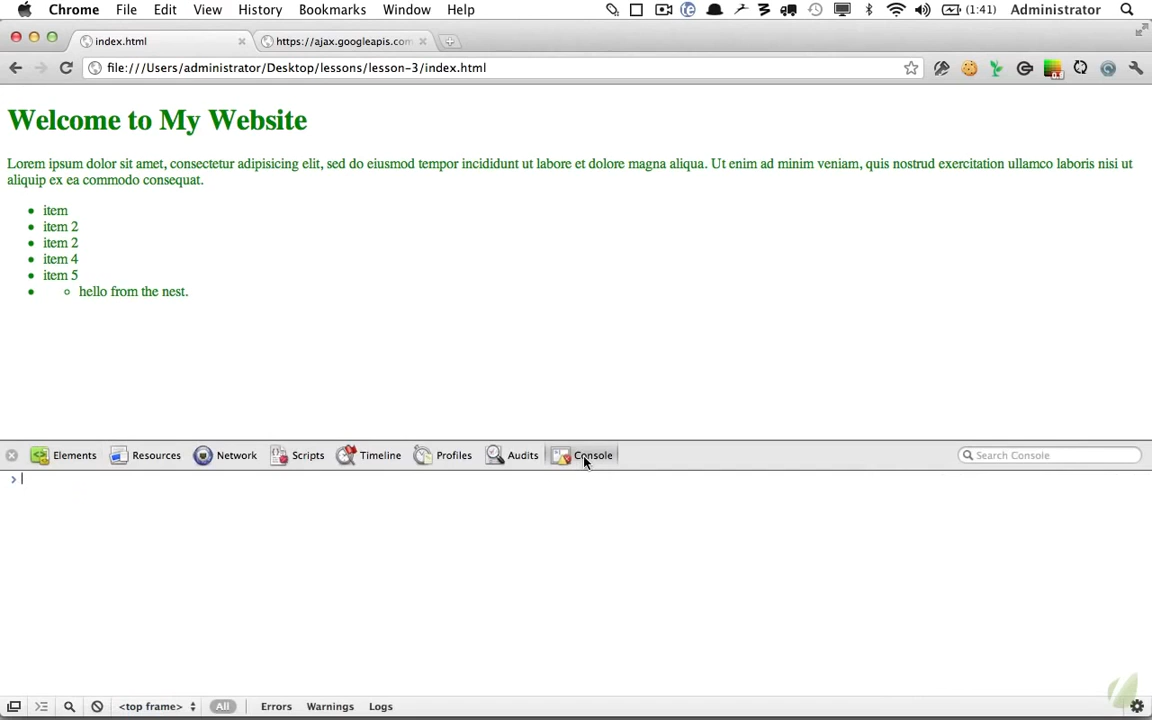 Chrome File Edit View History Bookmarks Window Help (1:41) Administrator
index.html https://ajax.googleapis.com
file:///Users/administrator/Desktop/lessons/lesson-3/index.html
Welcome to My Website
Lorem ipsum dolor sit amet, consectetur adipisicing elit, sed do eiusmod tempor incididunt ut labore et dolore magna aliqua. Ut enim ad minim veniam, quis nostrud exercitation ullamco laboris nisi ut
aliquip ex ea commodo consequat.
item
item 2
item 2
item 4
item 5
hello from the nest.
Elements Resources Network Scripts Timeline Profiles Audits Console Search Console
<top frame> All Errors Warnings Logs